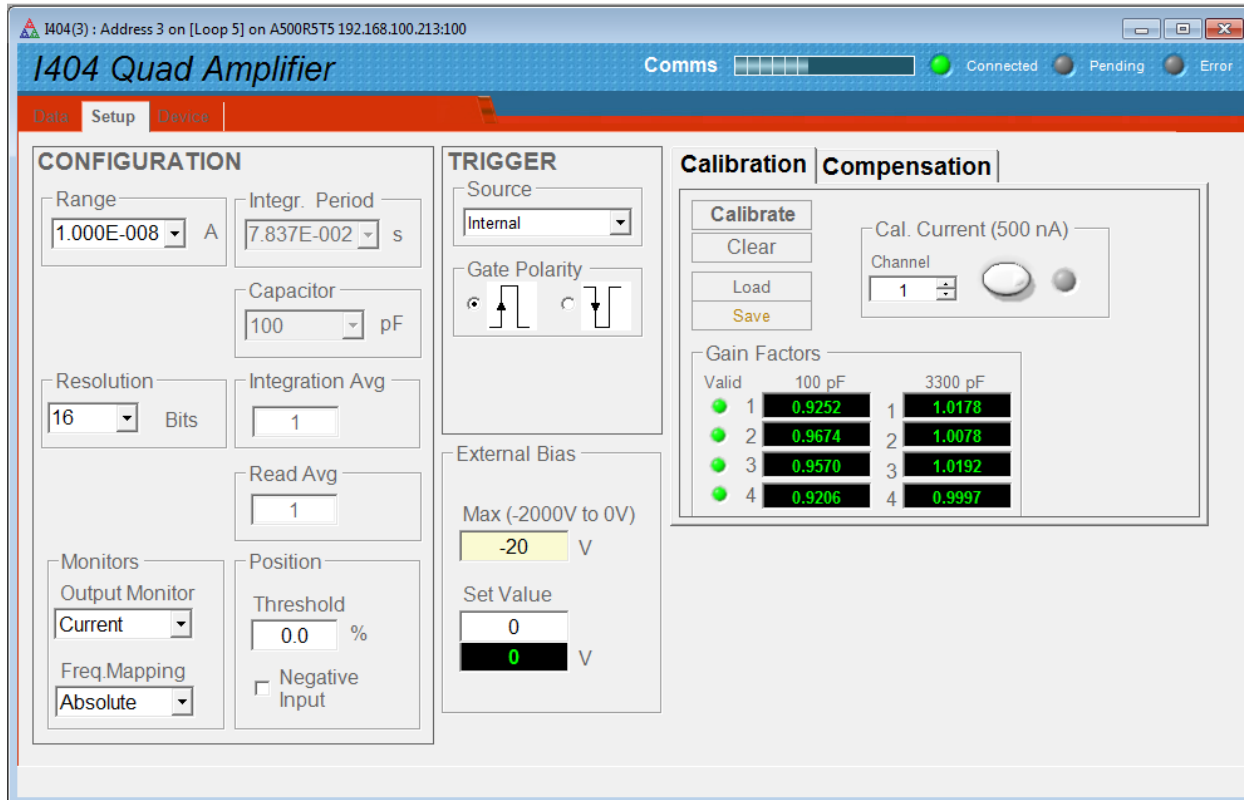 I404(3) : Address 3 on [Loop 5] on A500R5T5 192.168.100.213:100
I404 Quad Amplifier
Comms
Connected
Pending
Error
Data
Setup
Device
CONFIGURATION
Range
1.000E-008 A
Integr. Period
7.837E-002 s
Capacitor
100 pF
Resolution
16 Bits
Integration Avg
1
Read Avg
1
Monitors
Output Monitor
Current
Freq.Mapping
Absolute
Position
Threshold
0.0 %
Negative
Input
TRIGGER
Source
Internal
Gate Polarity
External Bias
Max (-2000V to 0V)
-20 V
Set Value
0
0 V
Calibration
Compensation
Calibrate
Clear
Load
Save
Cal. Current (500 nA)
Channel
1
Gain Factors
Valid 100 pF 3300 pF
1 0.9252 1 1.0178
2 0.9674 2 1.0078
3 0.9570 3 1.0192
4 0.9206 4 0.9997